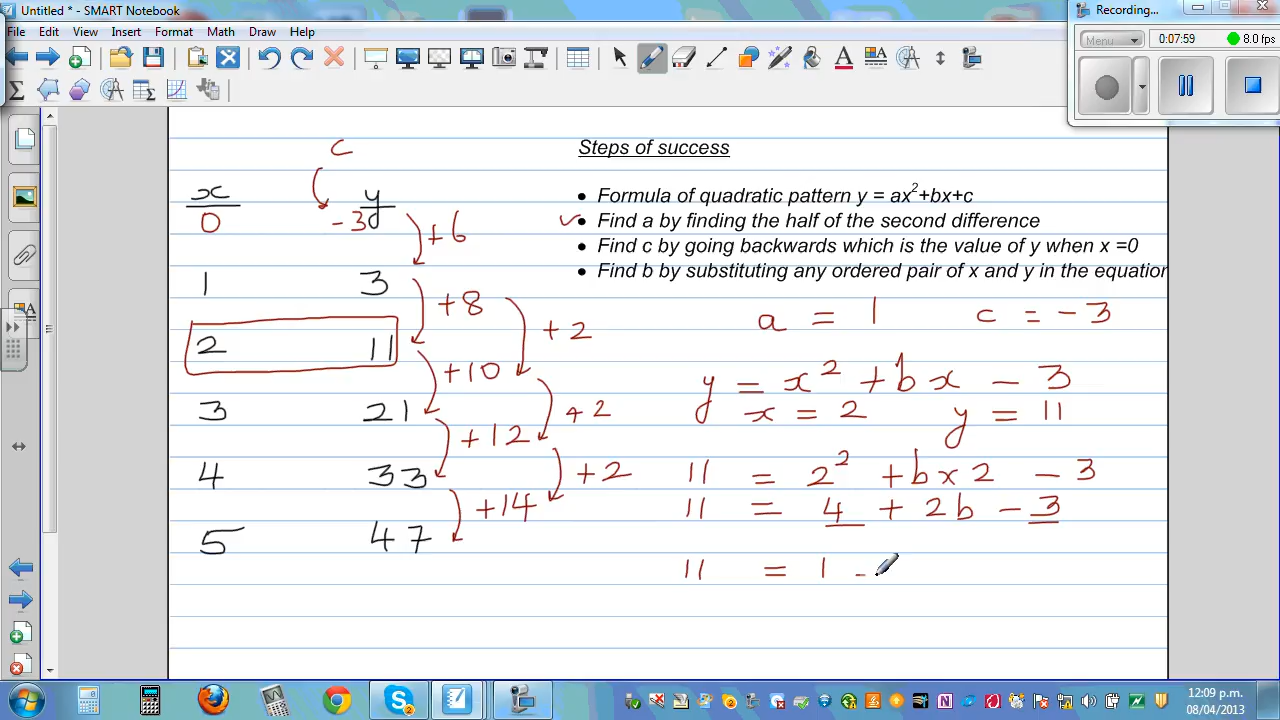 Untitled * - SMART Notebook
Recording...
File Edit View Insert Format Math Draw Help
Menu 0:07:59 8.0 fps
c
Steps of success
x y
• Formula of quadratic pattern y = ax²+bx+c
0 -3
• Find a by finding the half of the second difference
+6
• Find c by going backwards which is the value of y when x =0
• Find b by substituting any ordered pair of x and y in the equation
1 3
+8
a = 1 c = -3
+2
2 11
+10
y = x² + bx - 3
3 21
+2
x = 2 y = 11
+12
4 33
+2
11 = 2² + b x 2 - 3
+14
11 = 4 + 2b - 3
5 47
11 = 1 -
12:09 p.m.
08/04/2013